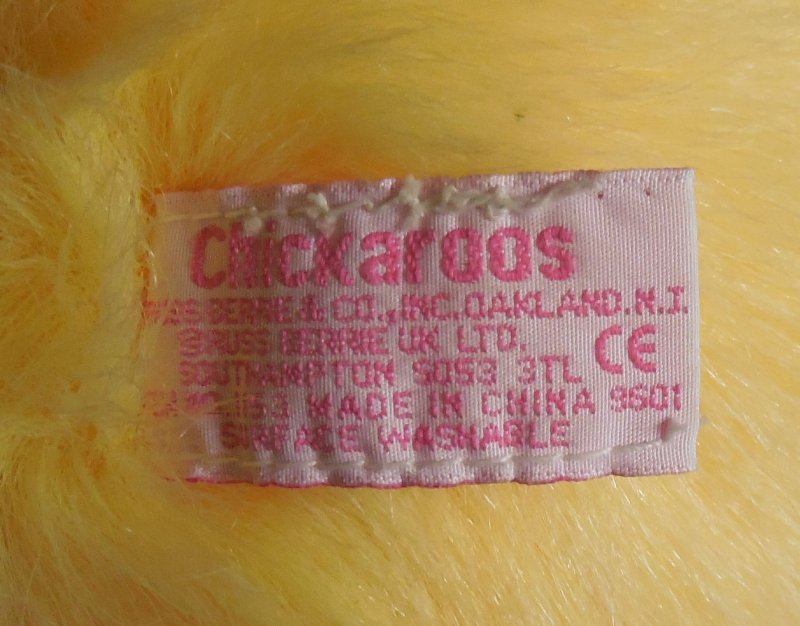 Chickaroos
RUSS BERRIE & CO., INC. OAKLAND, N.J.
©RUSS BERRIE UK LTD.
SOUTHAMPTON SO53 3TL
CE
MADE IN CHINA 9601
SURFACE WASHABLE